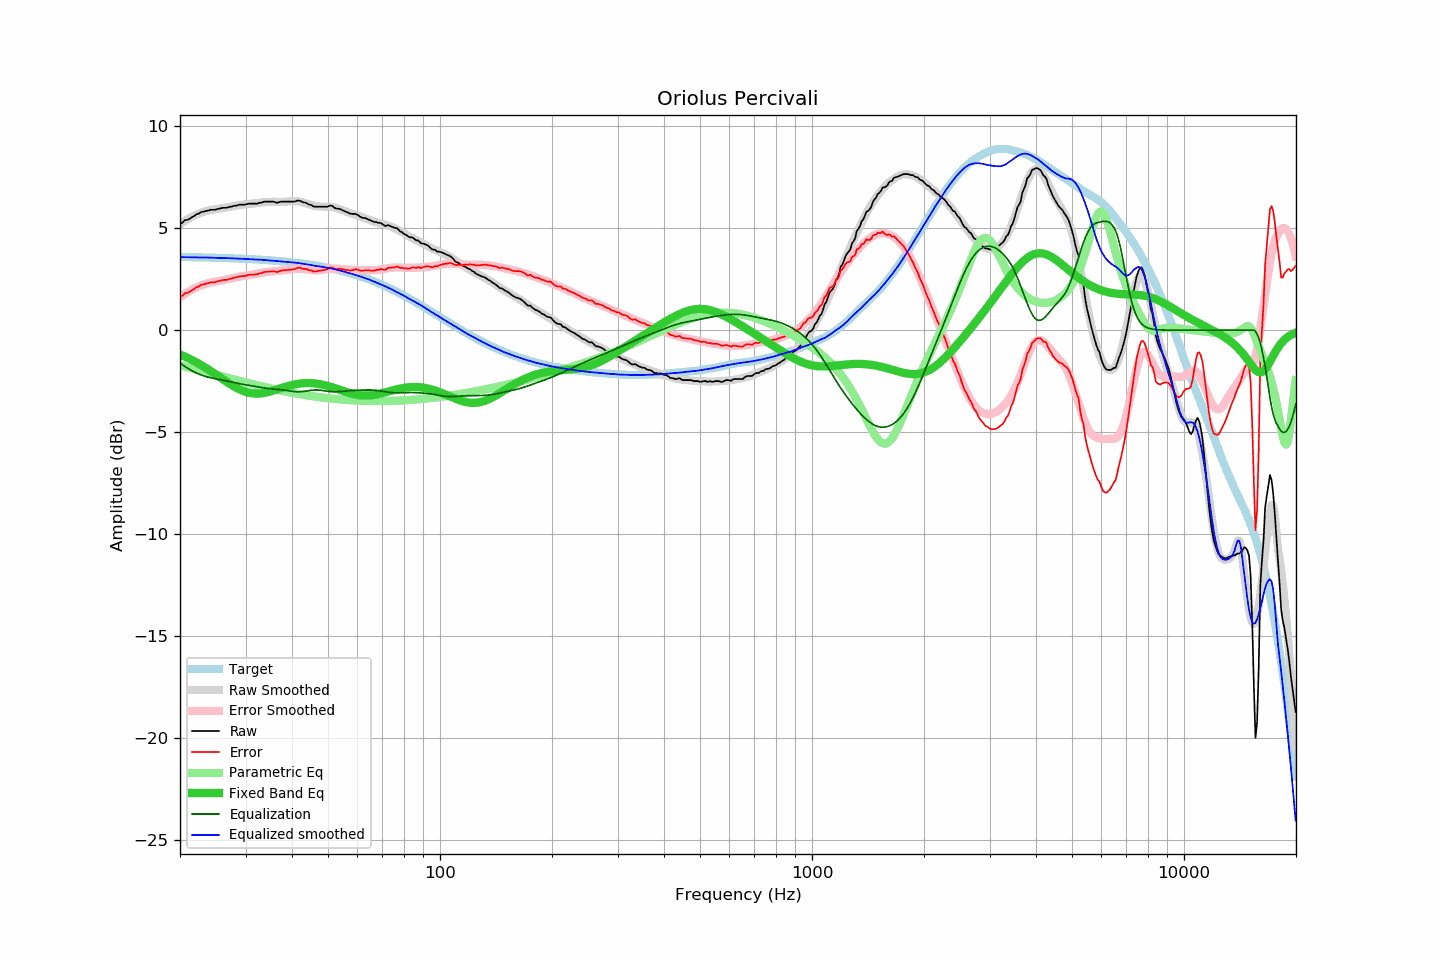 Oriolus Percivali
10
5
0
−5
−10
−15
−20
−25
Amplitude (dBr)
Target
Raw Smoothed
Error Smoothed
Raw
Error
Parametric Eq
Fixed Band Eq
Equalization
Equalized smoothed
100
1000
10000
Frequency (Hz)